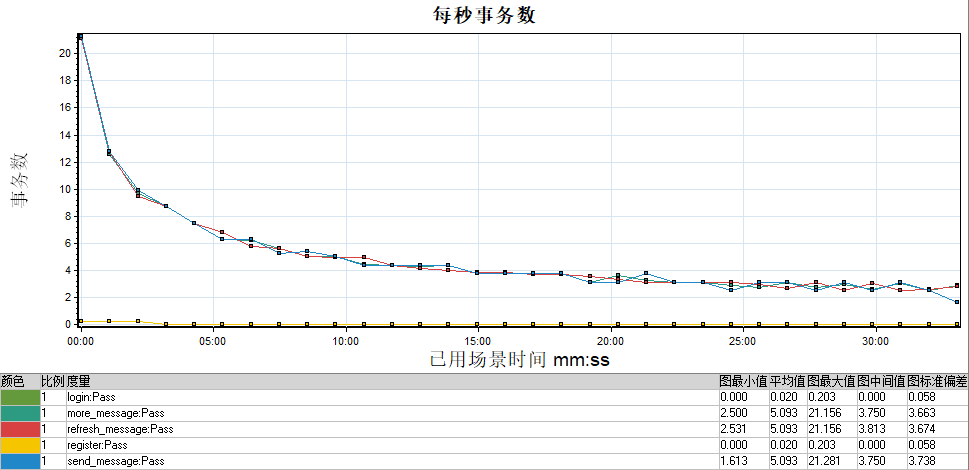 每秒事务数
事务数
20
18
16
14
12
10
8
6
4
2
0
00:00 05:00 10:00 15:00 20:00 25:00 30:00
已用场景时间 mm:ss
颜色 比例 度量 图最小值 平均值 图最大值 图中间值 图标准偏差
1 login:Pass 0.000 0.020 0.203 0.000 0.058
1 more_message:Pass 2.500 5.093 21.156 3.750 3.663
1 refresh_message:Pass 2.531 5.093 21.156 3.813 3.674
1 register:Pass 0.000 0.020 0.203 0.000 0.058
1 send_message:Pass 1.613 5.093 21.281 3.750 3.738